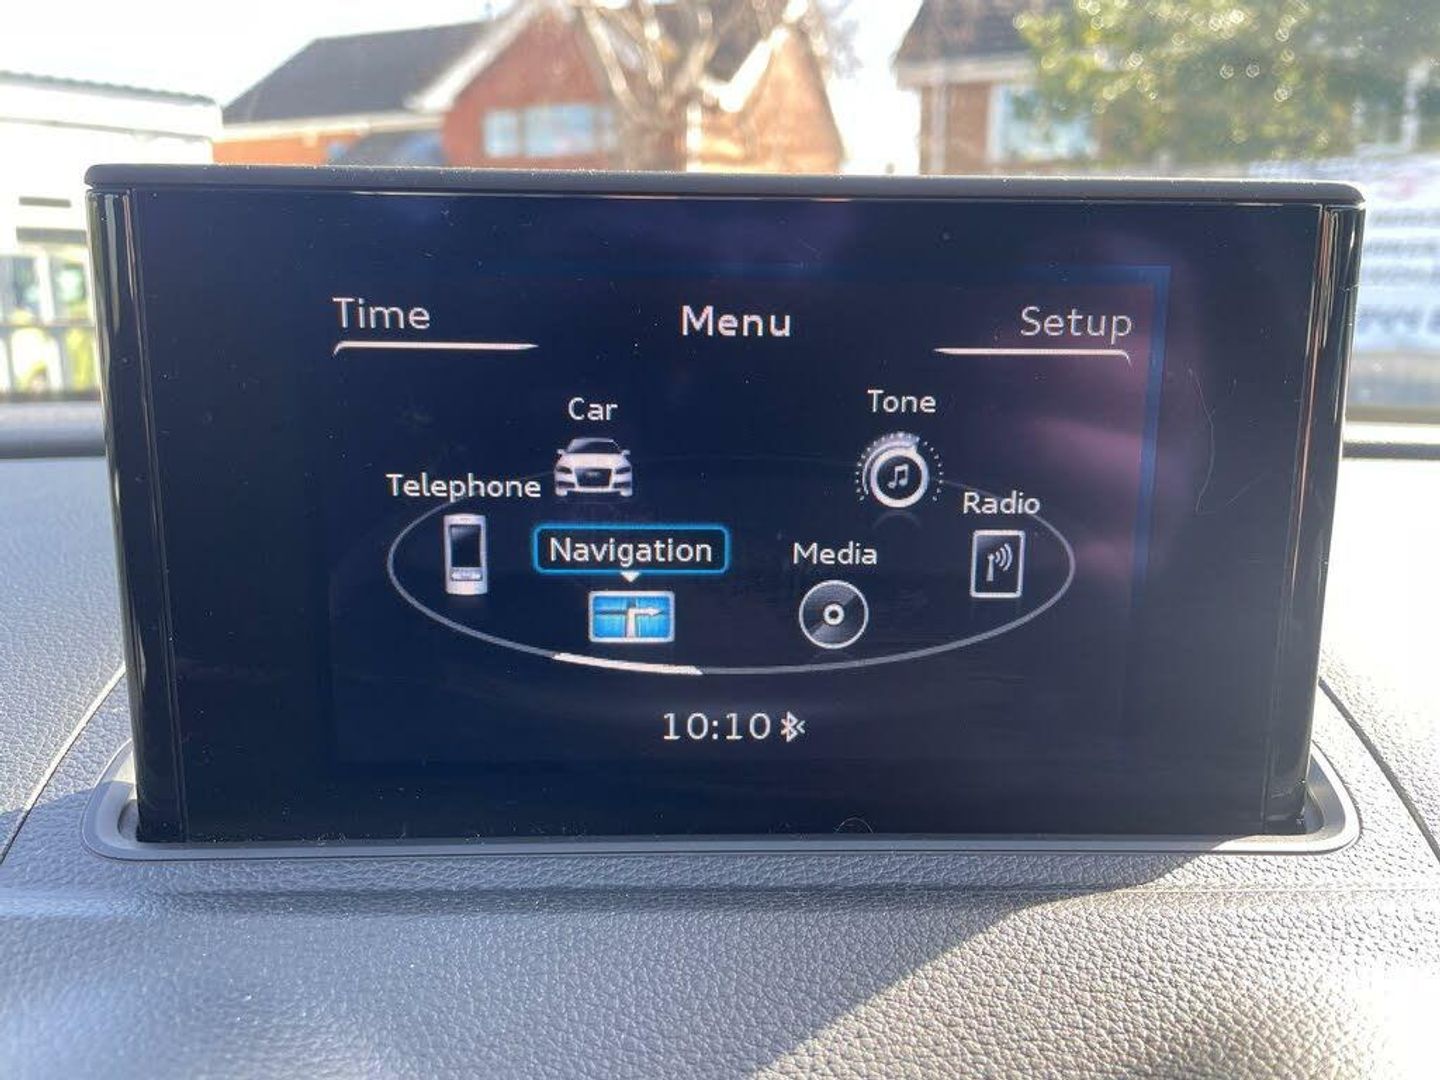 Time
Menu
Setup
Car
Tone
Telephone
Radio
Navigation
Media
10:10